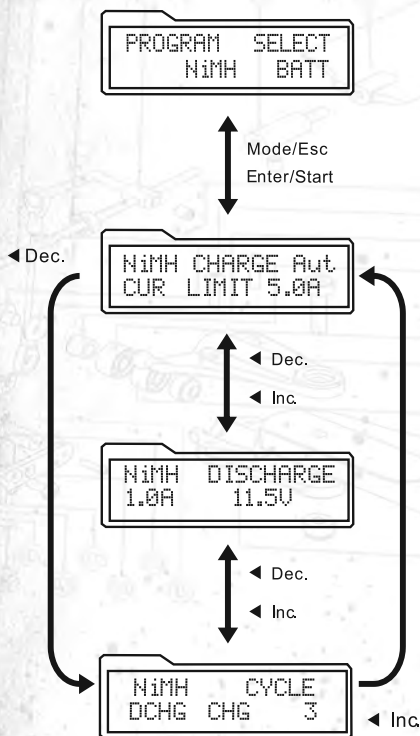 PROGRAM SELECT
NiMH BATT
Mode/Esc
Enter/Start
◄ Dec.
NiMH CHARGE Aut
CUR LIMIT 5.0A
◄ Dec.
◄ Inc.
NiMH DISCHARGE
1.0A 11.5V
◄ Dec.
◄ Inc.
NiMH CYCLE
DCHG CHG 3
◄ Inc.